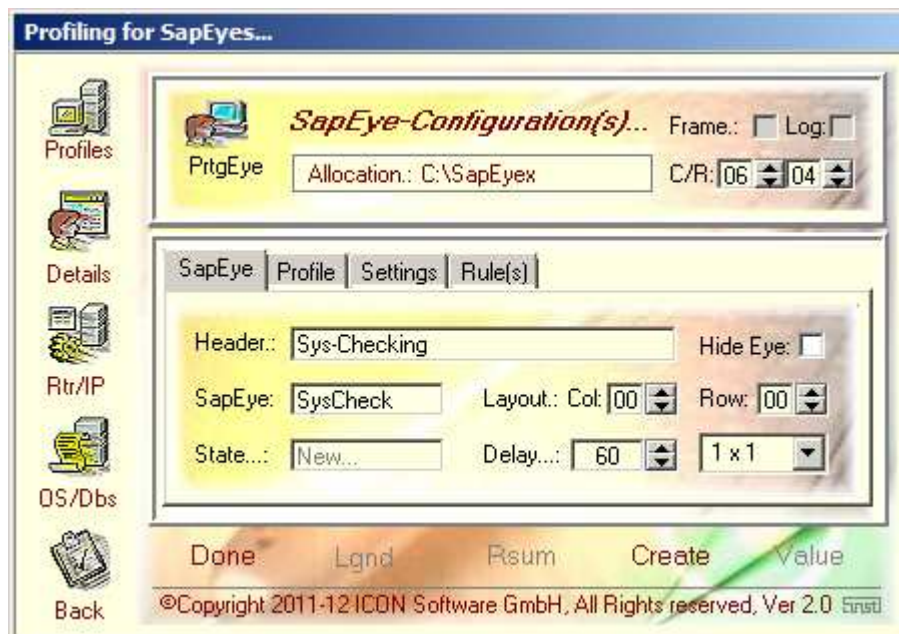 Profiling for SapEyes...
Profiles
Details
Rtr/IP
OS/Dbs
Back
PrtgEye
SapEye-Configuration(s)...
Frame.: Log:
Allocation.: C:\SapEyex
C/R: 06 04
SapEye Profile Settings Rule(s)
Header.: Sys-Checking Hide Eye:
SapEye: SysCheck Layout.: Col: 00 Row: 00
State...: New... Delay...: 60 1 x 1
Done Lgnd Rsum Create Value
©Copyright 2011-12 ICON Software GmbH, All Rights reserved, Ver 2.0